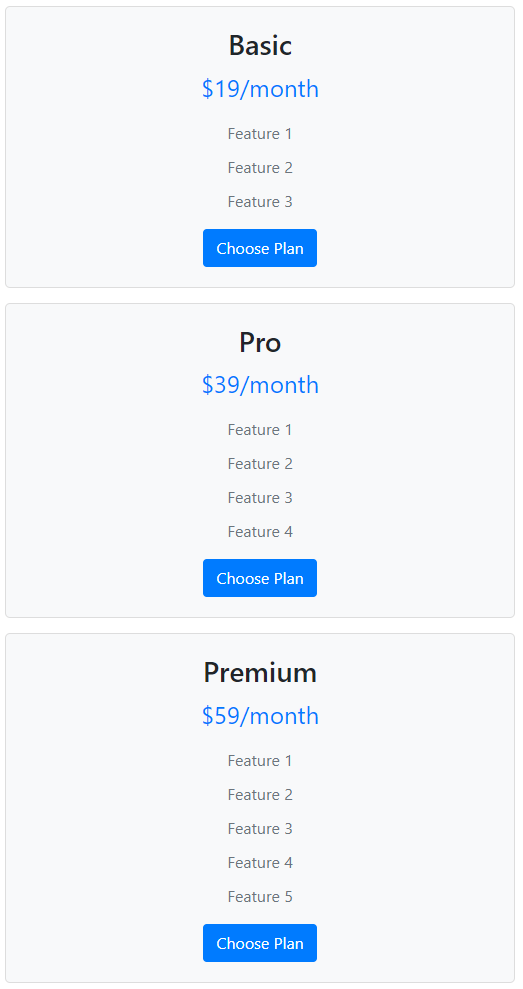 Basic
$19/month
Feature 1
Feature 2
Feature 3
Choose Plan
Pro
$39/month
Feature 1
Feature 2
Feature 3
Feature 4
Choose Plan
Premium
$59/month
Feature 1
Feature 2
Feature 3
Feature 4
Feature 5
Choose Plan